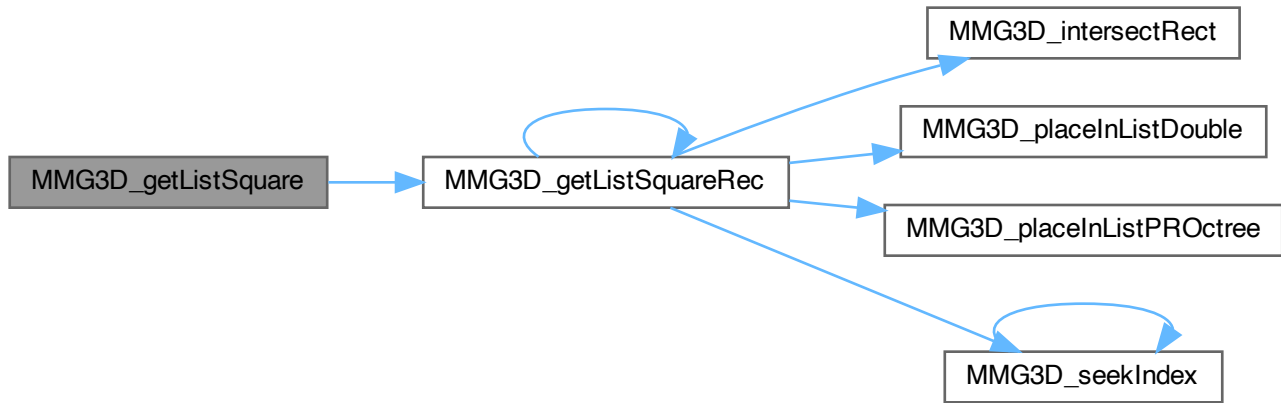 MMG3D_getListSquare
MMG3D_getListSquareRec
MMG3D_intersectRect
MMG3D_placeInListDouble
MMG3D_placeInListPROctree
MMG3D_seekIndex